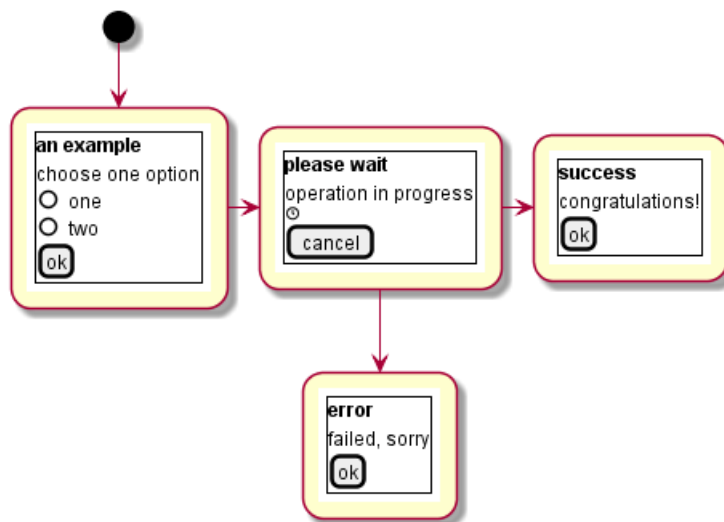 an example
choose one option
one
two
ok
please wait
operation in progress
cancel
success
congratulations!
ok
error
failed, sorry
ok